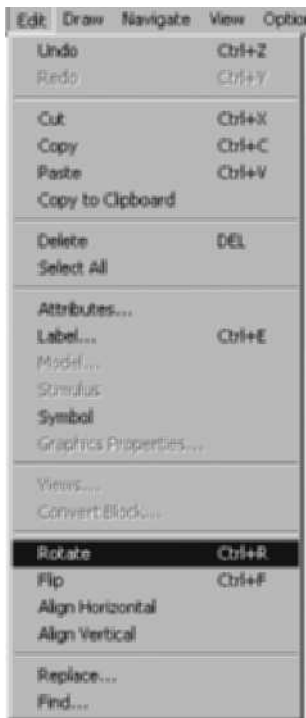 Edit Draw Navigate View Optio
Undo Ctrl+Z
Redo Ctrl+Y
Cut Ctrl+X
Copy Ctrl+C
Paste Ctrl+V
Copy to Clipboard
Delete DEL
Select All
Attributes...
Label... Ctrl+E
Model...
Stimulus
Symbol
Graphics Properties...
Views...
Convert Block...
Rotate Ctrl+R
Flip Ctrl+F
Align Horizontal
Align Vertical
Replace...
Find...